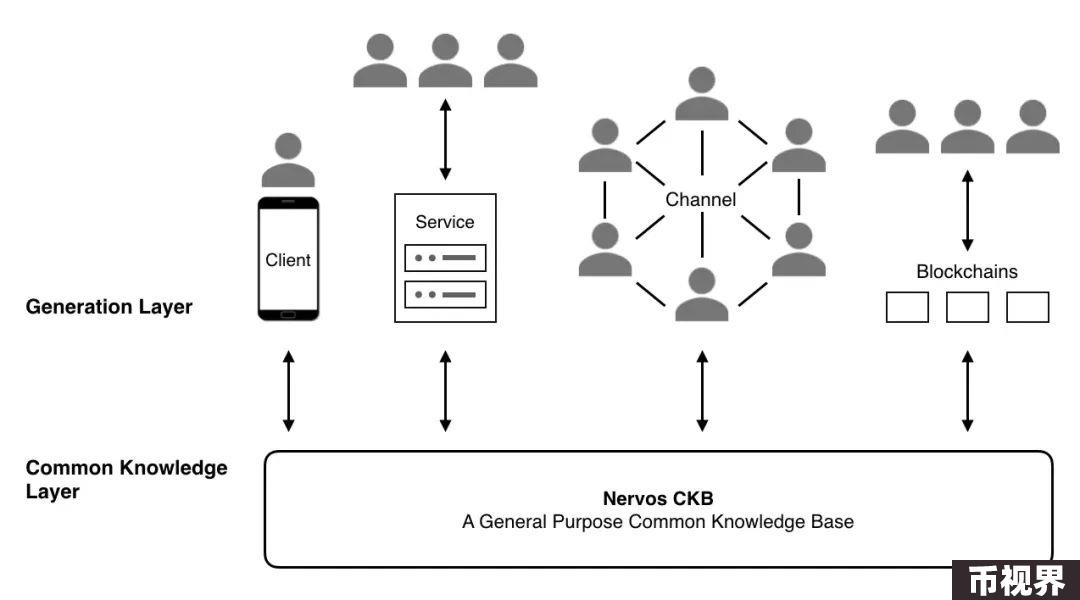 Client
Service
Channel
Blockchains
Generation Layer
Common Knowledge
Layer
Nervos CKB
A General Purpose Common Knowledge Base
币视界